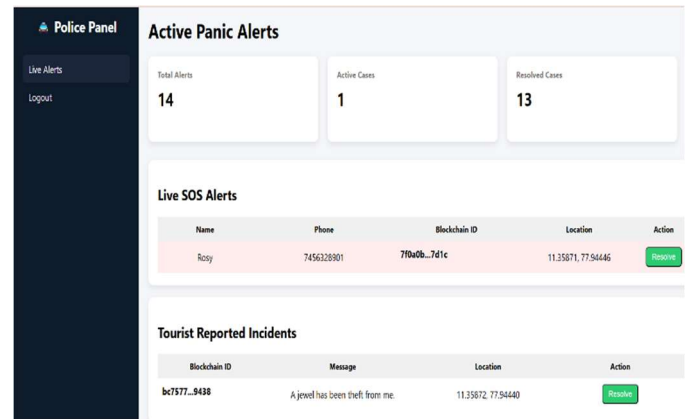 Police Panel
Live Alerts
Logout
Active Panic Alerts
Total Alerts Active Cases Resolved Cases
14 1 13
Live SOS Alerts
Name Phone Blockchain ID Location Action
Rosy 7456328901 7f0a0b...7d1c 11.35871, 77.94446 Resolve
Tourist Reported Incidents
Blockchain ID Message Location Action
bc7577...9438 A jewel has been theft from me. 11.35872, 77.94440 Resolve